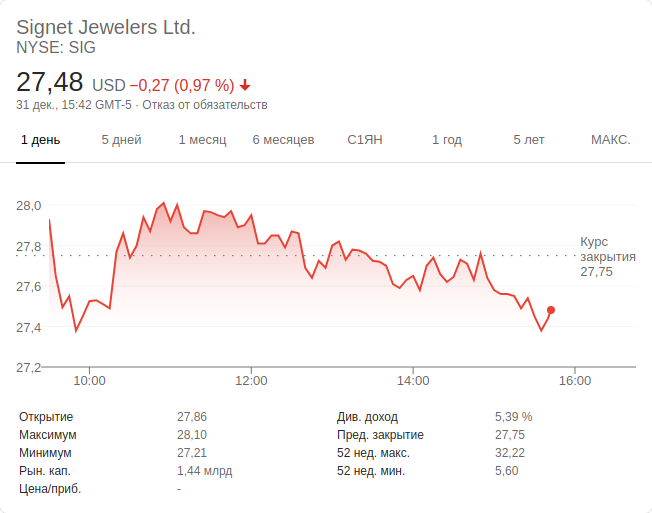 Signet Jewelers Ltd.
NYSE: SIG
27,48 USD −0,27 (0,97 %)
31 дек., 15:42 GMT-5 · Отказ от обязательств
1 день 5 дней 1 месяц 6 месяцев С1ЯН 1 год 5 лет МАКС.
28,0
27,8
27,6
27,4
27,2
Курс
закрытия
27,75
10:00 12:00 14:00 16:00
Открытие 27,86 Див. доход 5,39 %
Максимум 28,10 Пред. закрытие 27,75
Минимум 27,21 52 нед. макс. 32,22
Рын. кап. 1,44 млрд 52 нед. мин. 5,60
Цена/приб. -